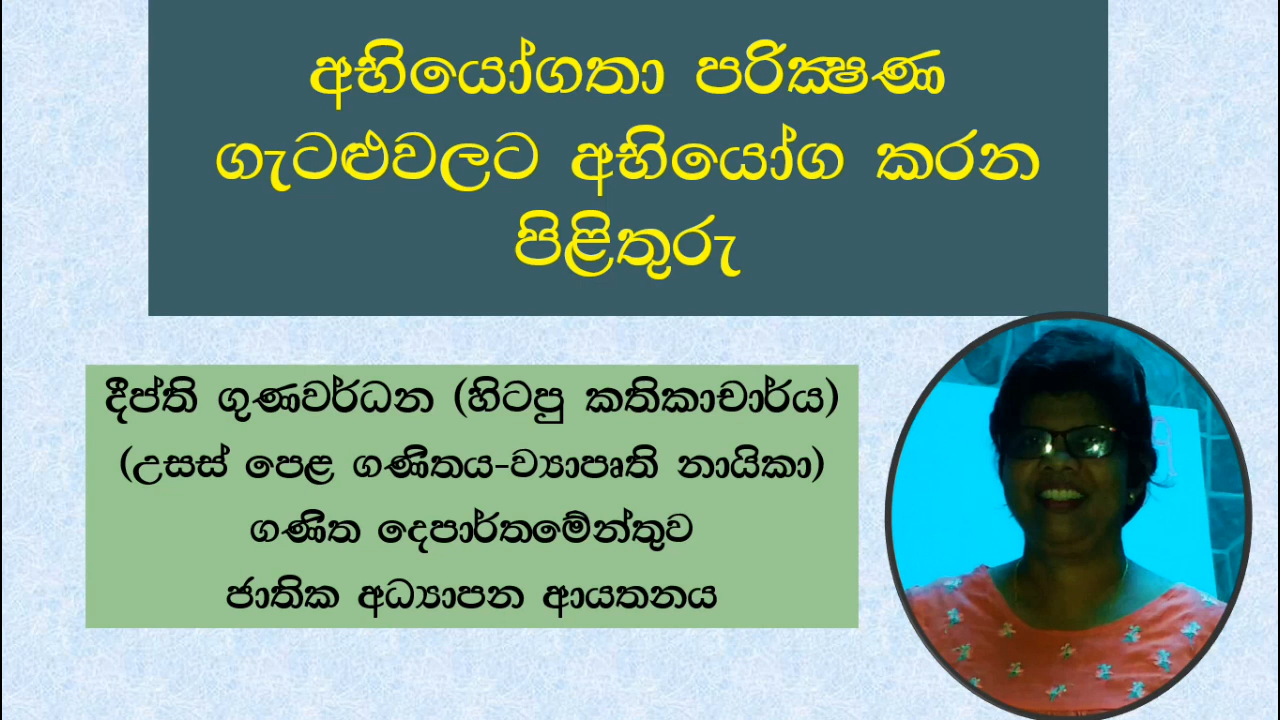 අභියෝගතා පරික්‍ෂණ
ගැටළුවලට අභියෝග කරන
පිළිතුරු
දීප්ති ගුණවර්ධන (හිටපු කතිකාචාර්ය)
(උසස් පෙළ ගණිතය-ව්‍යාපෘති නායිකා)
ගණිත දෙපාර්තමේන්තුව
ජාතික අධ්‍යාපන ආයතනය